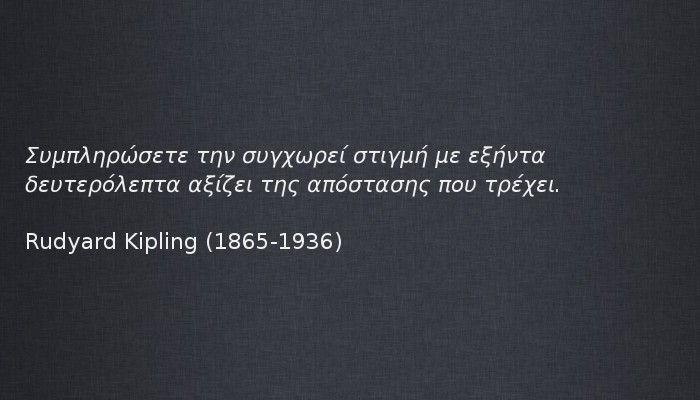 Συμπληρώσετε την συγχωρεί στιγμή με εξήντα
δευτερόλεπτα αξίζει της απόστασης που τρέχει.
Rudyard Kipling (1865-1936)